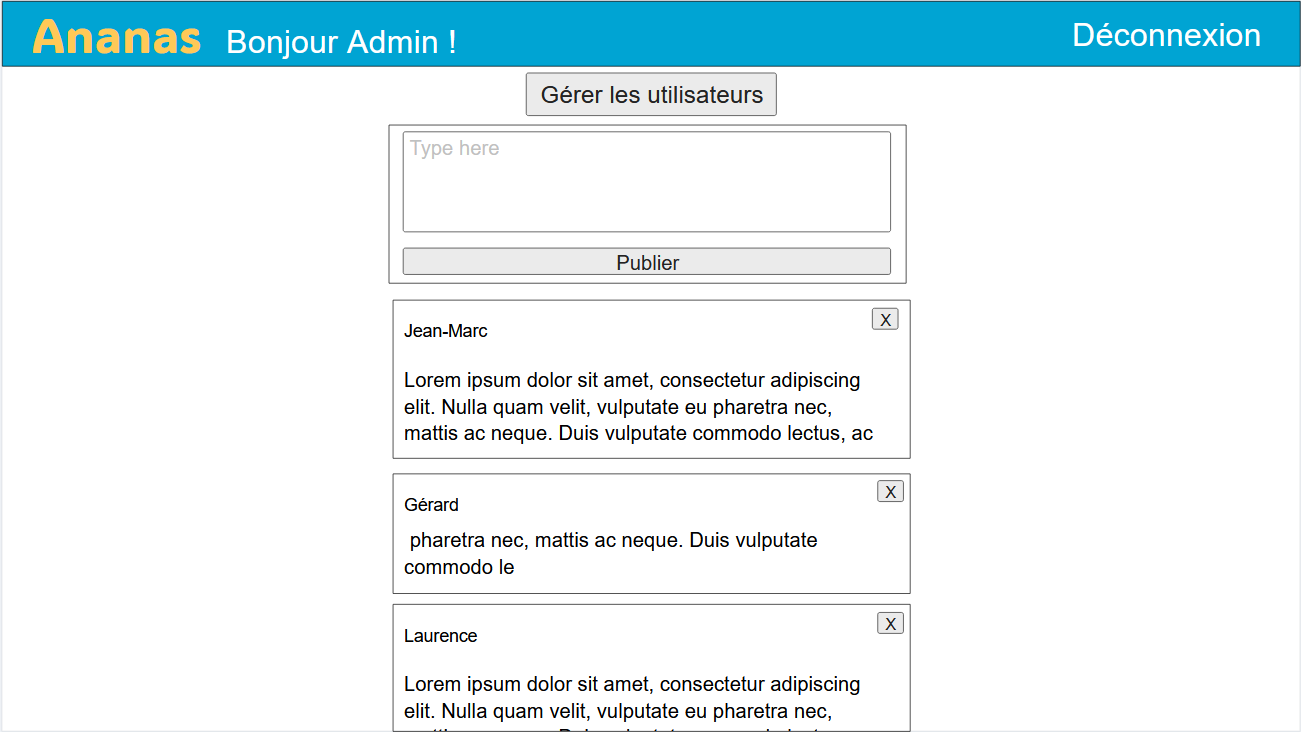 Ananas Bonjour Admin ! Déconnexion
Gérer les utilisateurs
Type here
Publier
Jean-Marc X
Lorem ipsum dolor sit amet, consectetur adipiscing
elit. Nulla quam velit, vulputate eu pharetra nec,
mattis ac neque. Duis vulputate commodo lectus, ac
Gérard X
pharetra nec, mattis ac neque. Duis vulputate
commodo le
Laurence X
Lorem ipsum dolor sit amet, consectetur adipiscing
elit. Nulla quam velit, vulputate eu pharetra nec,